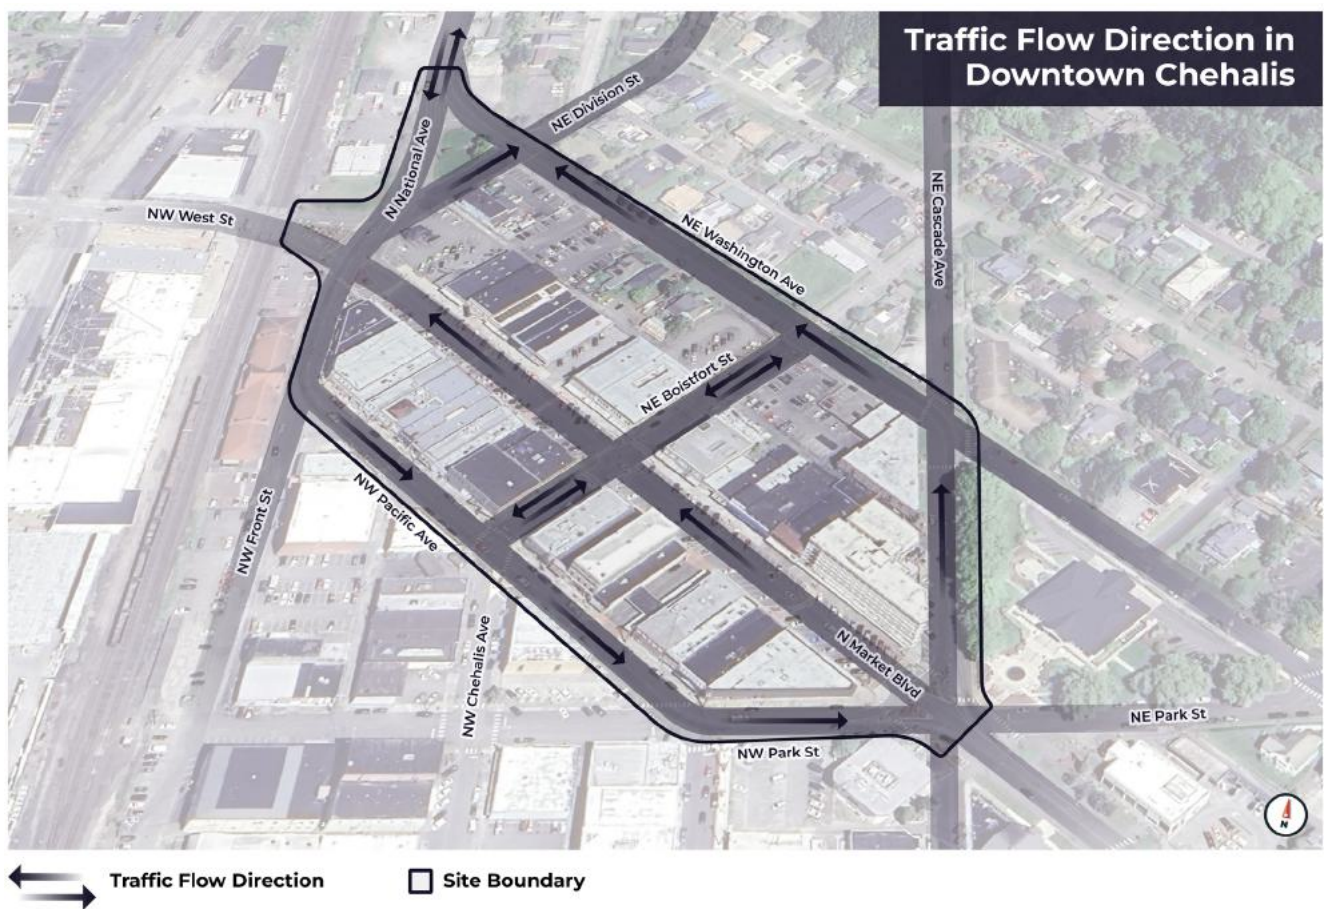 Traffic Flow Direction in
Downtown Chehalis
NE Division St
N National Ave
NW West St
NE Cascade Ave
NE Washington Ave
NE Boistfort St
NW Pacific Ave
NW Front St
NW Chehalis Ave
N Market Blvd
NE Park St
NW Park St
N
Traffic Flow Direction
Site Boundary